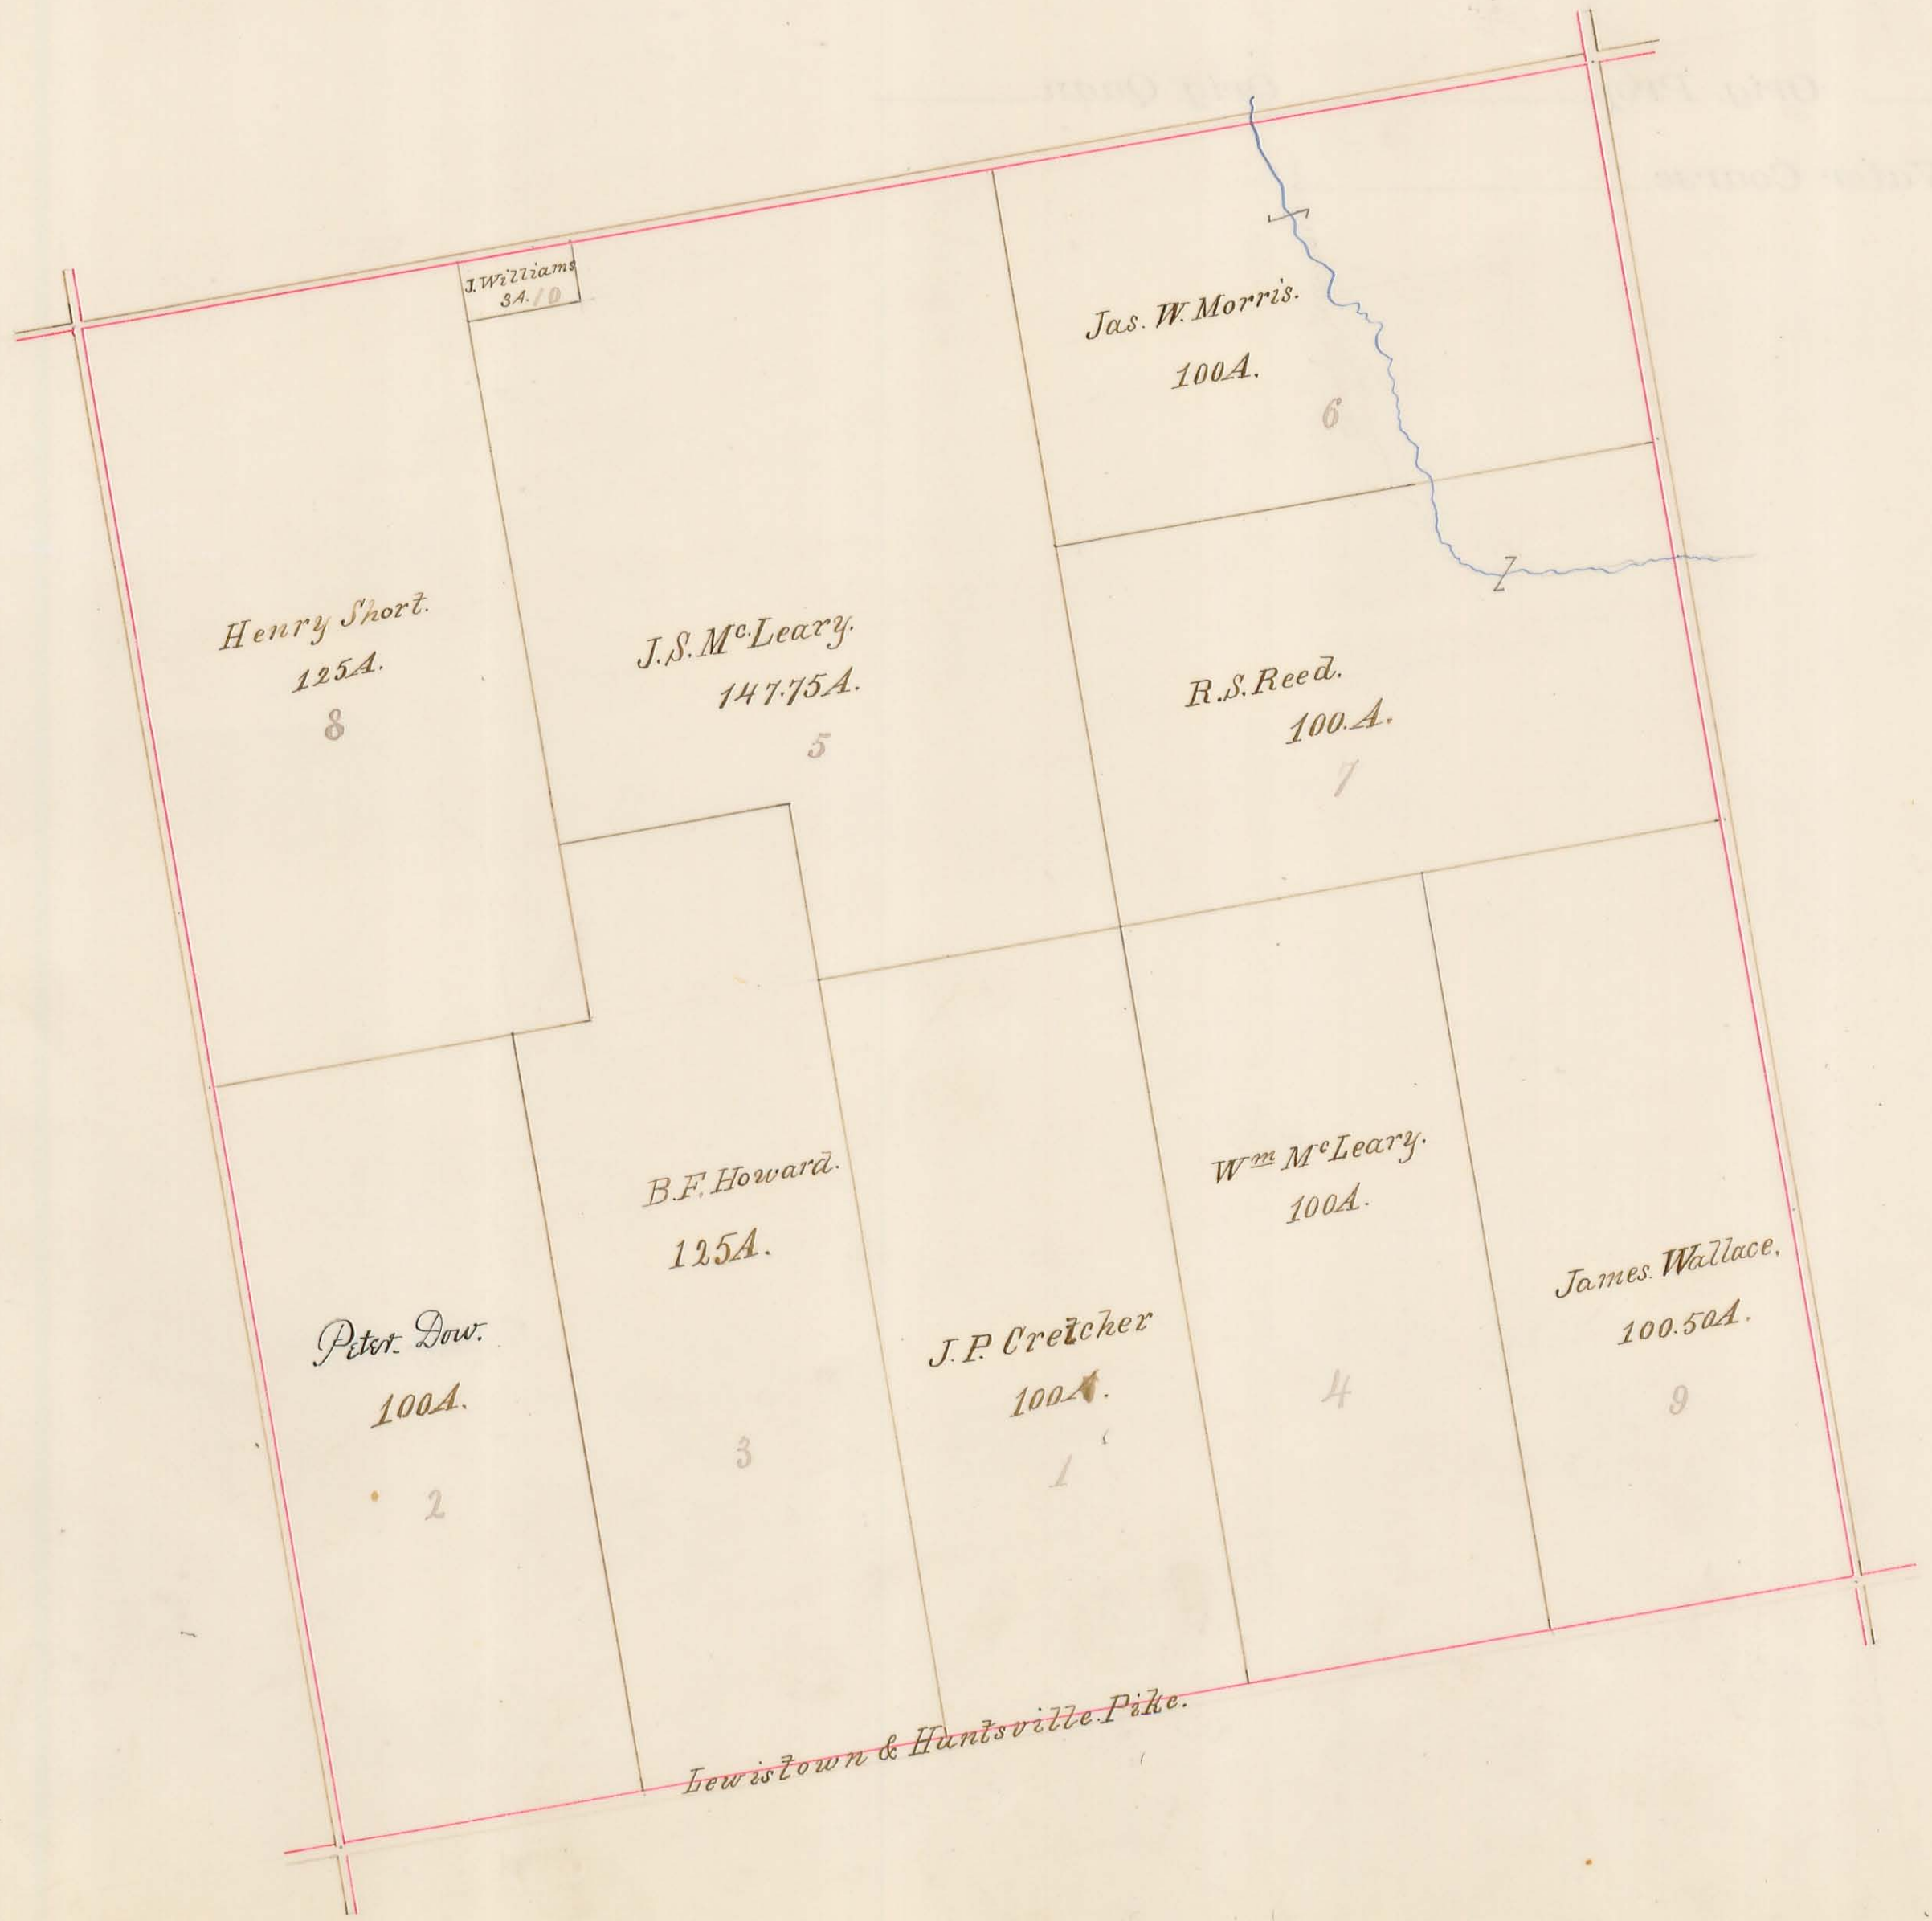 J. Williams
3A. 10
Jas. W. Morris.
100A.
6
Henry Short.
125A.
8
J.S. McLeary.
147.75A.
5
R.S. Reed.
100.A.
7
B.F. Howard.
125A.
3
Wm McLeary.
100A.
4
James. Wallace.
100.50A.
9
Peter. Dow.
100A.
2
J.P. Cretcher
100A.
1
Lewistown & Huntsville. Pike.